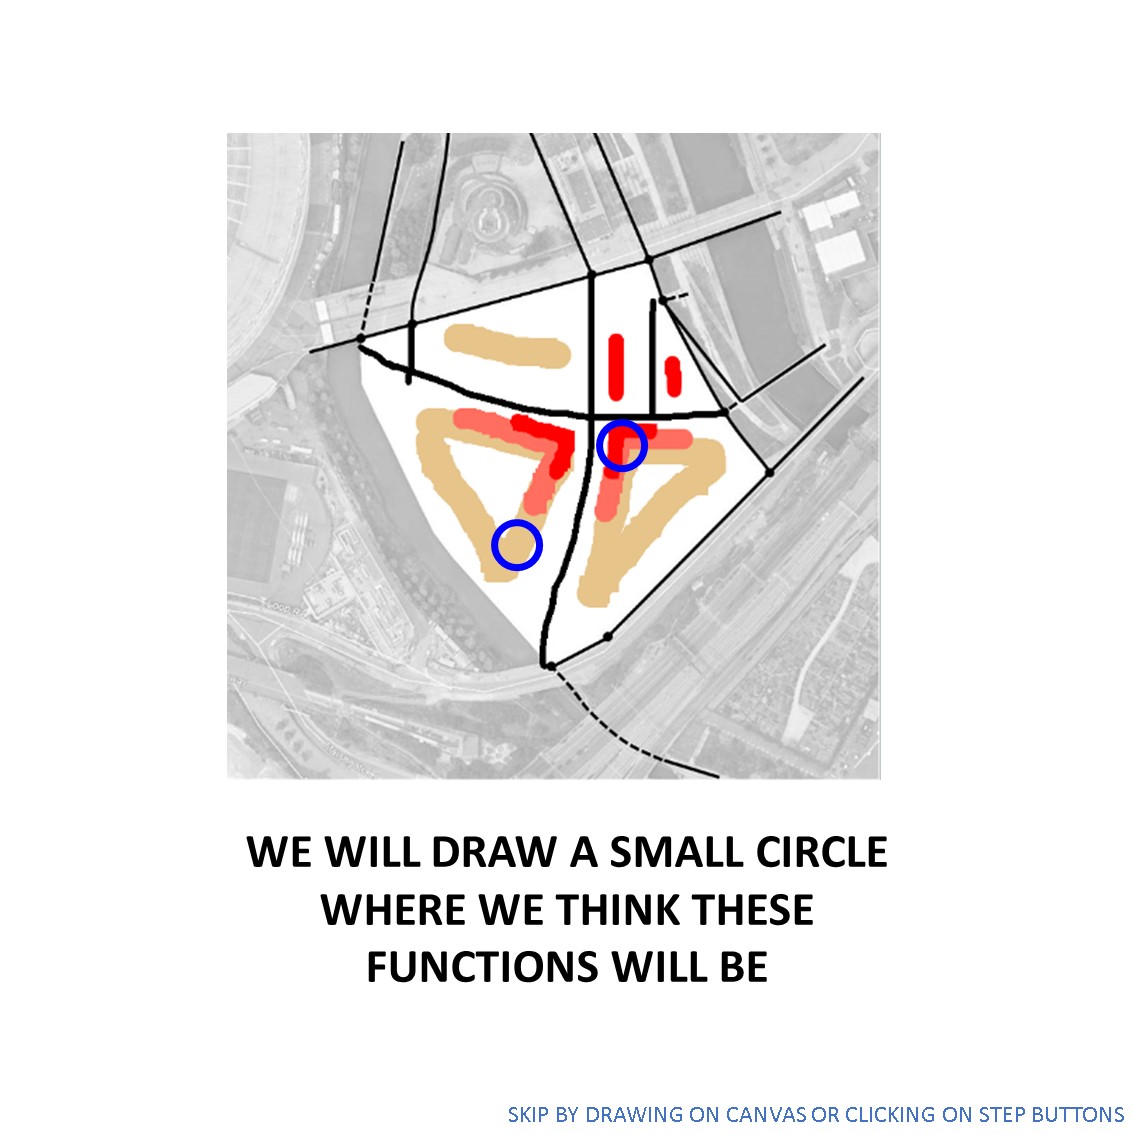 WE WILL DRAW A SMALL CIRCLE
WHERE WE THINK THESE
FUNCTIONS WILL BE
SKIP BY DRAWING ON CANVAS OR CLICKING ON STEP BUTTONS